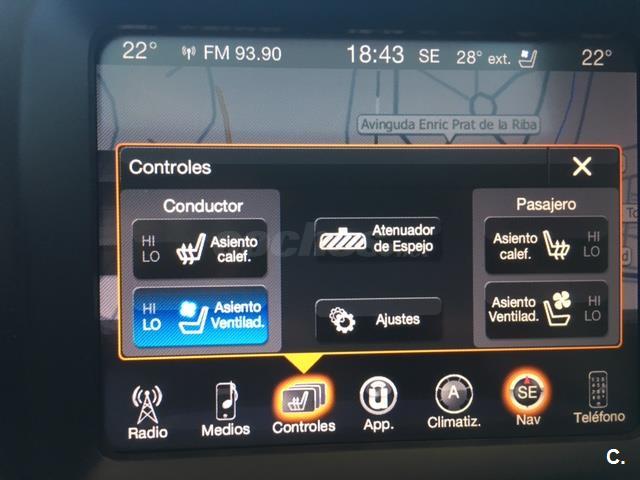 22° FM 93.90 18:43 SE 28° ext. 22°
Avinguda Enric Prat de la Riba
Controles
Conductor
Pasajero
HI
LO
Asiento
calef.
Atenuador
de Espejo
Asiento
calef.
HI
LO
HI
LO
Asiento
Ventilad.
Ajustes
Asiento
Ventilad.
HI
LO
Radio
Medios
Controles
App.
A
Climatiz.
SE
Nav
Teléfono
C.